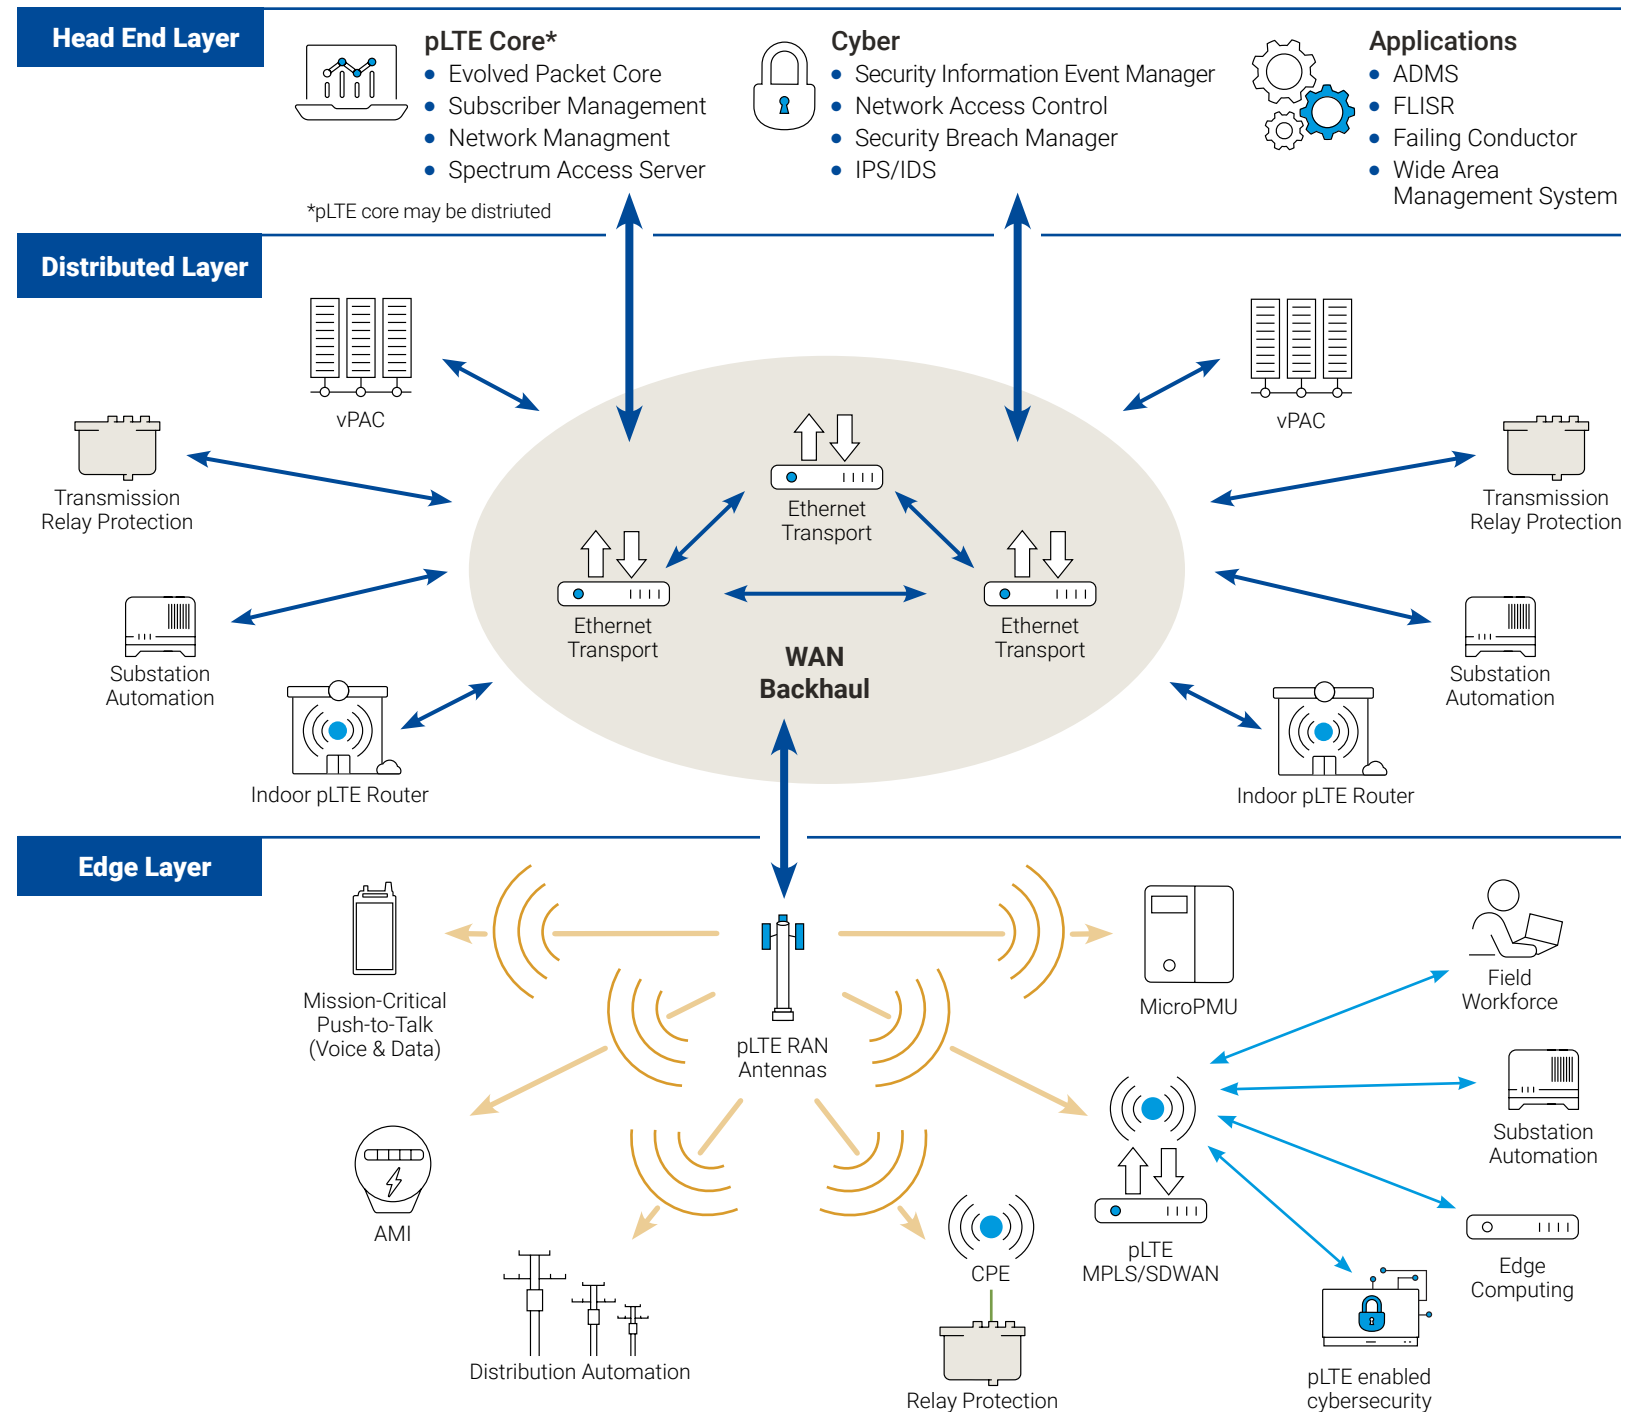 Head End Layer
pLTE Core*
Evolved Packet Core
Subscriber Management
Network Managment
Spectrum Access Server
*pLTE core may be distriuted
Cyber
Security Information Event Manager
Network Access Control
Security Breach Manager
IPS/IDS
Applications
ADMS
FLISR
Failing Conductor
Wide Area
Management System
Distributed Layer
vPAC
Transmission
Relay Protection
Substation
Automation
Indoor pLTE Router
Ethernet
Transport
Ethernet
Transport
Ethernet
Transport
WAN
Backhaul
vPAC
Transmission
Relay Protection
Substation
Automation
Indoor pLTE Router
Edge Layer
Mission-Critical
Push-to-Talk
(Voice & Data)
pLTE RAN
Antennas
MicroPMU
Field
Workforce
Substation
Automation
AMI
CPE
pLTE
MPLS/SDWAN
Edge
Computing
Distribution Automation
Relay Protection
pLTE enabled
cybersecurity